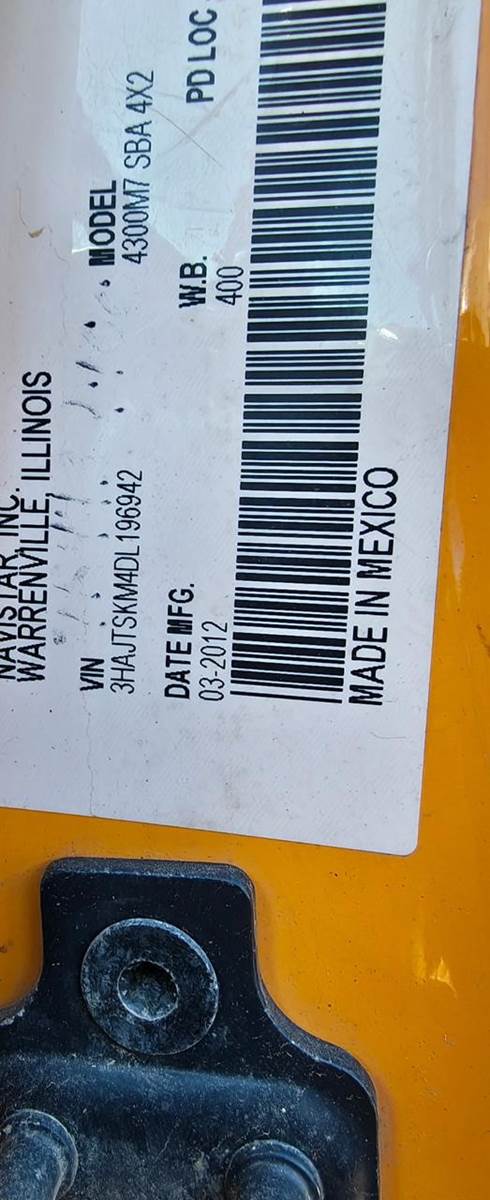 NAVISTAR, INC.
WARRENVILLE, ILLINOIS
VIN
3HAJTSKM4DL196942
MODEL
4300M7 SBA 4X2
DATE MFG.
03-2012
W.B.
400
PD LOC
MADE IN MEXICO